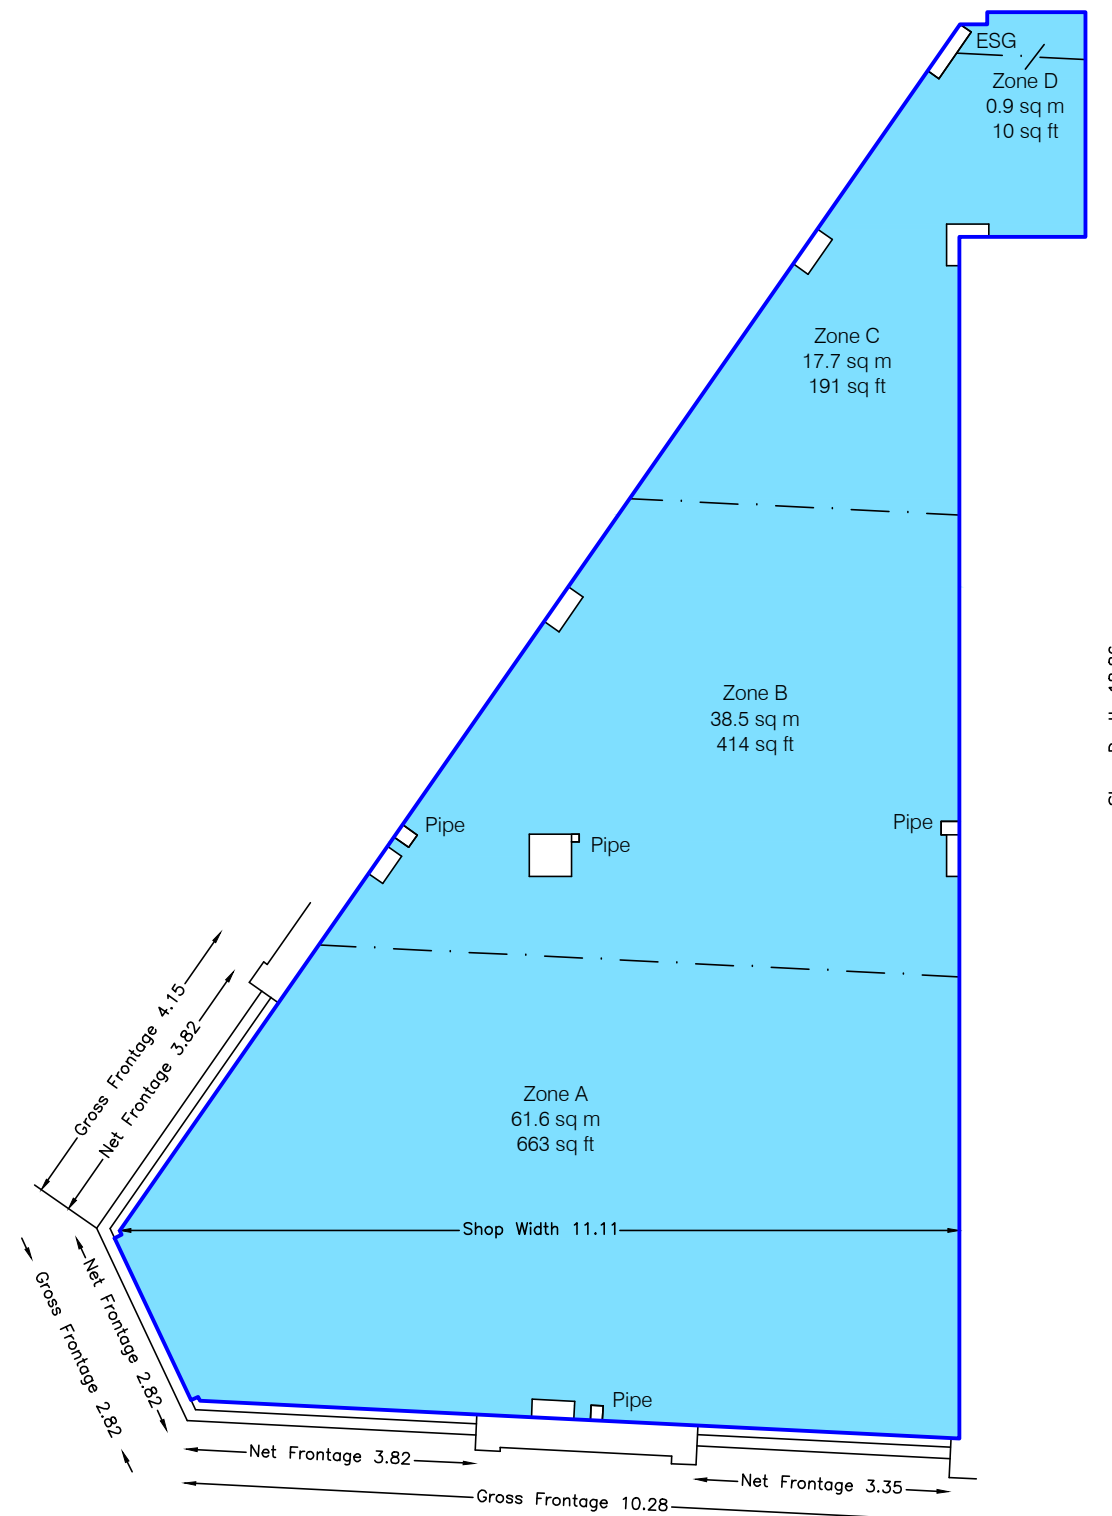 ESG
Zone D
0.9 sq m
10 sq ft
Zone C
17.7 sq m
191 sq ft
Zone B
38.5 sq m
414 sq ft
Pipe
Pipe
Pipe
Gross Frontage 4.15
Net Frontage 3.82
Zone A
61.6 sq m
663 sq ft
Shop Width 11.11
Net Frontage 2.82
Gross Frontage 2.82
Pipe
Net Frontage 3.82
Net Frontage 3.35
Gross Frontage 10.28